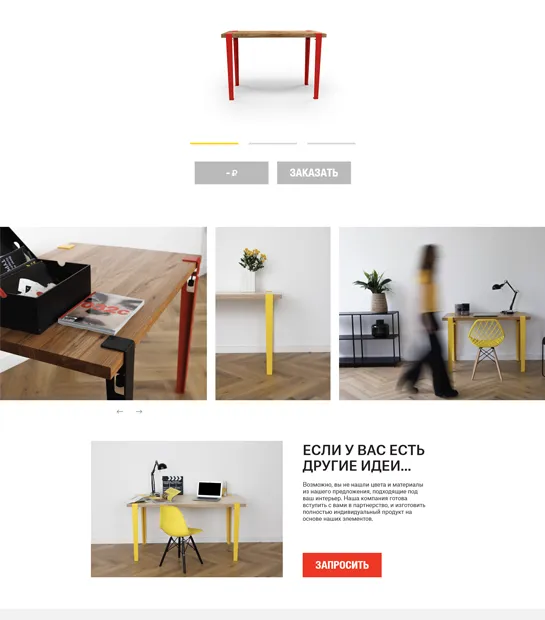 - ₽
ЗАКАЗАТЬ
← →
ЕСЛИ У ВАС ЕСТЬ
ДРУГИЕ ИДЕИ...
Возможно, вы не нашли цвета и материалы
из нашего предложения, подходящие под
ваш интерьер. Наша компания готова
вступить с вами в партнерство, и изготовить
полностью индивидуальный продукт на
основе наших элементов.
ЗАПРОСИТЬ